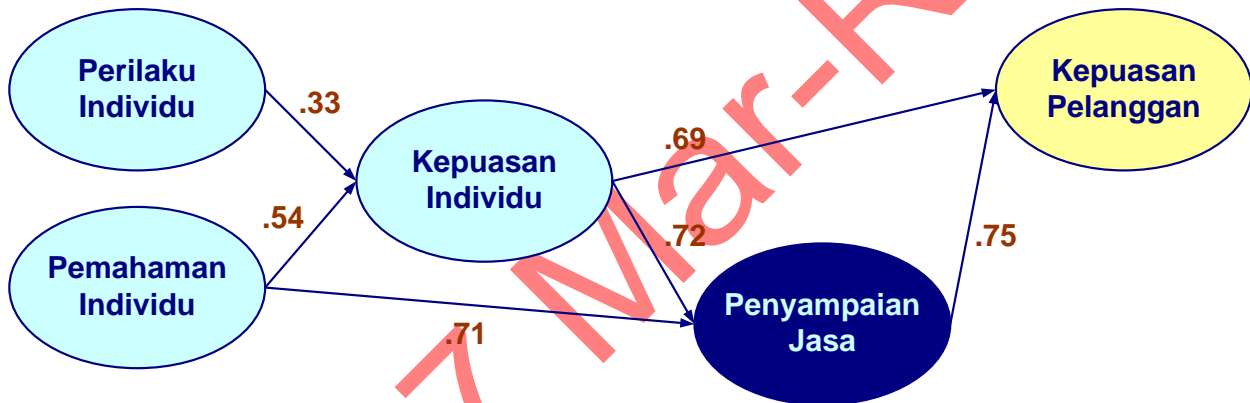 Perilaku
Individu
.33
Kepuasan
Individu
.54
Pemahaman
Individu
.69
Kepuasan
Pelanggan
.72
.71
Penyampaian
Jasa
.75
7 Mar-R